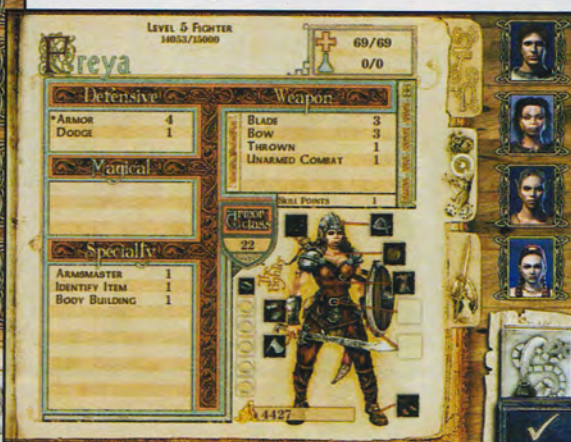 Freya
LEVEL 5 FIGHTER
14053/15000
69/69
0/0
Defensive
*ARMOR 4
DODGE 1
Magical
Specialty
ARMSMASTER 1
IDENTIFY ITEM 1
BODY BUILDING 1
Weapon
BLADE 3
BOW 3
THROWN 1
UNARMED COMBAT 1
SKILL POINTS 1
Armor
Class
22
4427